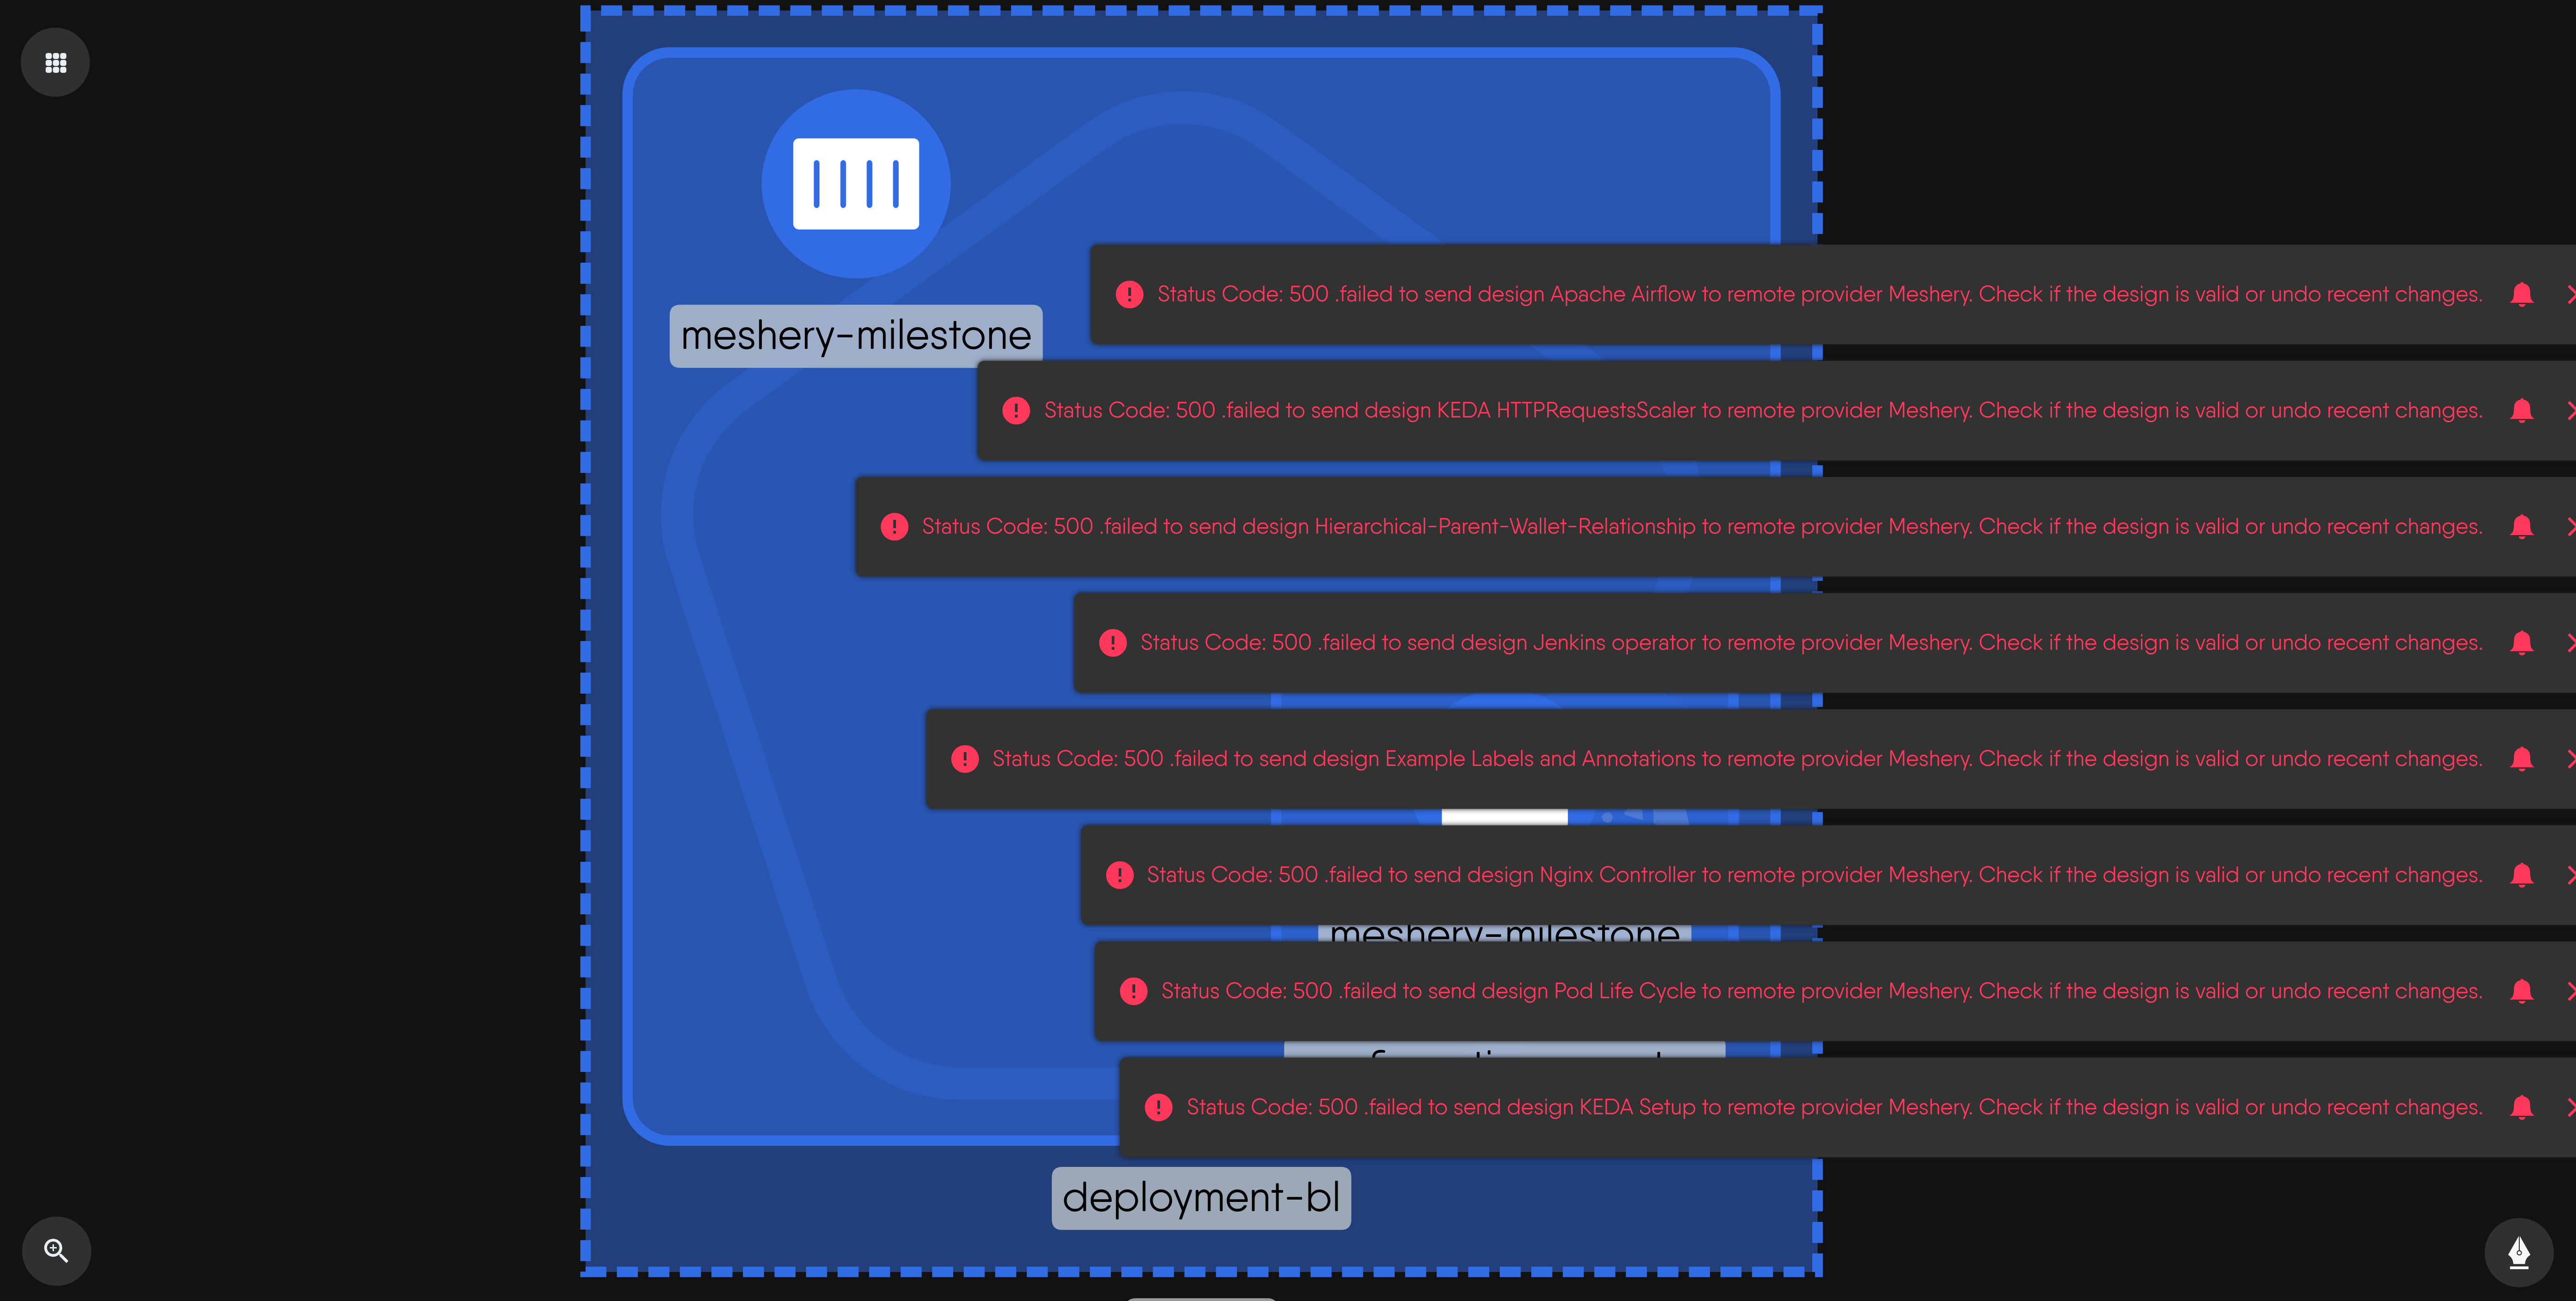 meshery-milestone
Status Code: 500 .failed to send design Apache Airflow to remote provider Meshery. Check if the design is valid or undo recent changes.
Status Code: 500 .failed to send design KEDA HTTPRequestsScaler to remote provider Meshery. Check if the design is valid or undo recent changes.
Status Code: 500 .failed to send design Hierarchical-Parent-Wallet-Relationship to remote provider Meshery. Check if the design is valid or undo recent changes.
Status Code: 500 .failed to send design Jenkins operator to remote provider Meshery. Check if the design is valid or undo recent changes.
Status Code: 500 .failed to send design Example Labels and Annotations to remote provider Meshery. Check if the design is valid or undo recent changes.
Status Code: 500 .failed to send design Nginx Controller to remote provider Meshery. Check if the design is valid or undo recent changes.
meshery-milestone
Status Code: 500 .failed to send design Pod Life Cycle to remote provider Meshery. Check if the design is valid or undo recent changes.
Status Code: 500 .failed to send design KEDA Setup to remote provider Meshery. Check if the design is valid or undo recent changes.
deployment-bl